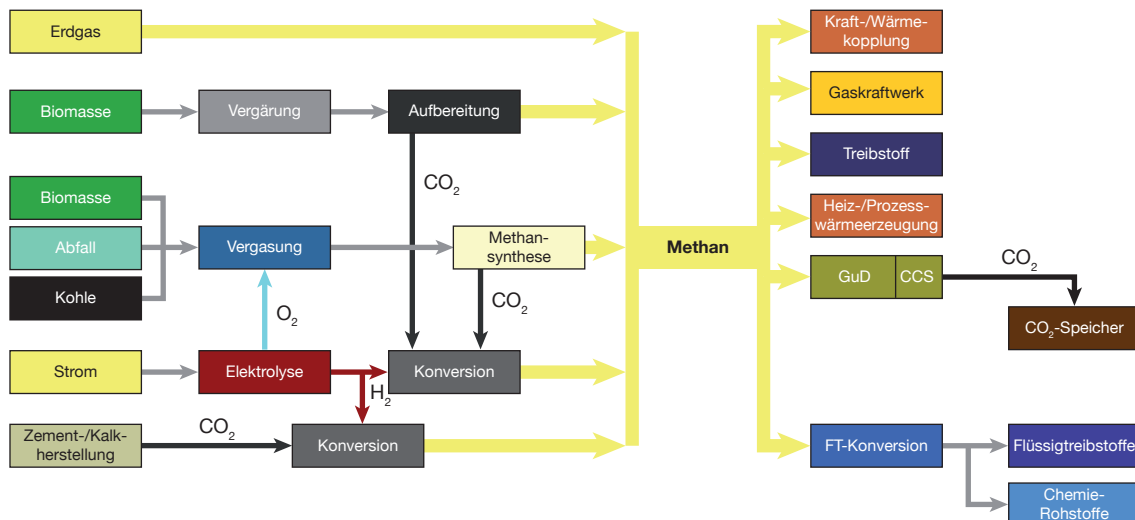 Erdgas
Kraft-/Wärme-
kopplung
Biomasse
Vergärung
Aufbereitung
Gaskraftwerk
Treibstoff
CO2
Biomasse
Abfall
Kohle
Vergasung
Methan-
synthese
Methan
Heiz-/Prozess-
wärmeerzeugung
GuD
CCS
CO2
CO2
O2
CO2-Speicher
Strom
Elektrolyse
H2
Konversion
Zement-/Kalk-
herstellung
CO2
Konversion
FT-Konversion
Flüssigtreibstoffe
Chemie-
Rohstoffe